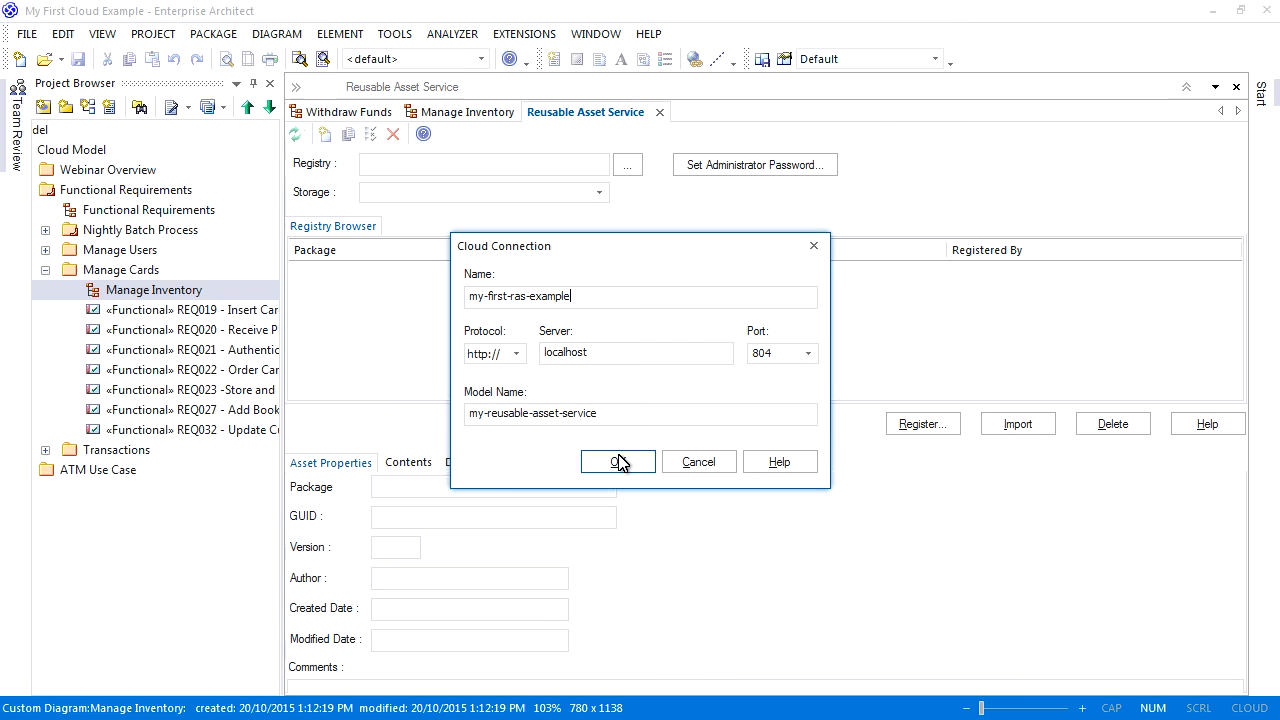 My First Cloud Example - Enterprise Architect
FILE EDIT VIEW PROJECT PACKAGE DIAGRAM ELEMENT TOOLS ANALYZER EXTENSIONS WINDOW HELP
<default>
Default
Team Review
Project Browser
del
Cloud Model
Webinar Overview
Functional Requirements
Functional Requirements
Nightly Batch Process
Manage Users
Manage Cards
Manage Inventory
«Functional» REQ019 - Insert Car
«Functional» REQ020 - Receive P
«Functional» REQ021 - Authentic
«Functional» REQ022 - Order Car
«Functional» REQ023 -Store and
«Functional» REQ027 - Add Book
«Functional» REQ032 - Update Cu
Transactions
ATM Use Case
Reusable Asset Service
Withdraw Funds Manage Inventory Reusable Asset Service
Registry :
...
Set Administrator Password...
Storage :
Registry Browser
Package
Registered By
Cloud Connection
Name:
my-first-ras-example
Protocol: Server: Port:
http:// localhost 804
Model Name:
my-reusable-asset-service
Cancel Help
Register... Import Delete Help
Asset Properties Contents
Package
GUID :
Version :
Author :
Created Date :
Modified Date :
Comments :
Start
Custom Diagram:Manage Inventory: created: 20/10/2015 1:12:19 PM modified: 20/10/2015 1:12:19 PM 103% 780 x 1138
CAP NUM SCRL CLOUD